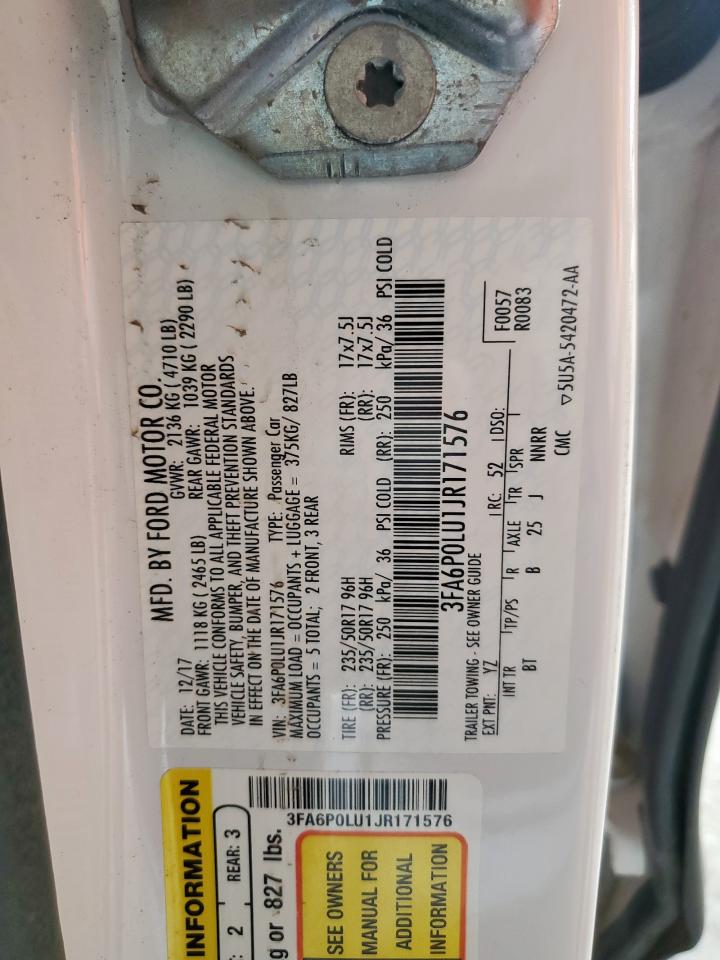 MFD. BY FORD MOTOR CO.
DATE: 12/17 GVWR: 2136 KG ( 4710 LB)
FRONT GAWR: 1118 KG ( 2465 LB) REAR GAWR: 1039 KG ( 2290 LB)
THIS VEHICLE CONFORMS TO ALL APPLICABLE FEDERAL MOTOR
VEHICLE SAFETY, BUMPER, AND THEFT PREVENTION STANDARDS
IN EFFECT ON THE DATE OF MANUFACTURE SHOWN ABOVE.
VIN: 3FA6P0LU1JR171576 TYPE: Passenger Car
MAXIMUM LOAD = OCCUPANTS + LUGGAGE = 375KG/ 827LB
OCCUPANTS = 5 TOTAL; 2 FRONT, 3 REAR
TIRE (FR): 235/50R17 96H RIMS (FR): 17x7.5J
(RR): 235/50R17 96H (RR): 17x7.5J
PRESSURE (FR): 250 kPa/ 36 PSI COLD (RR): 250 kPa/ 36 PSI COLD
3FA6P0LU1JR171576
TRAILER TOWING - SEE OWNER GUIDE
EXT PNT: YZ RC: 52 DSO: F0057
R0083
INT TR TP/PS R AXLE TR SPR
BT B 25 J NNRR
CMC ▽5U5A-5420472-AA
INFORMATION
2 REAR: 3
g or 827 lbs.
3FA6P0LU1JR171576
SEE OWNERS
MANUAL FOR
ADDITIONAL
INFORMATION